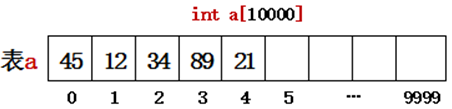 int a[10000]
表a 45 12 34 89 21
0 1 2 3 4 5 ... 9999